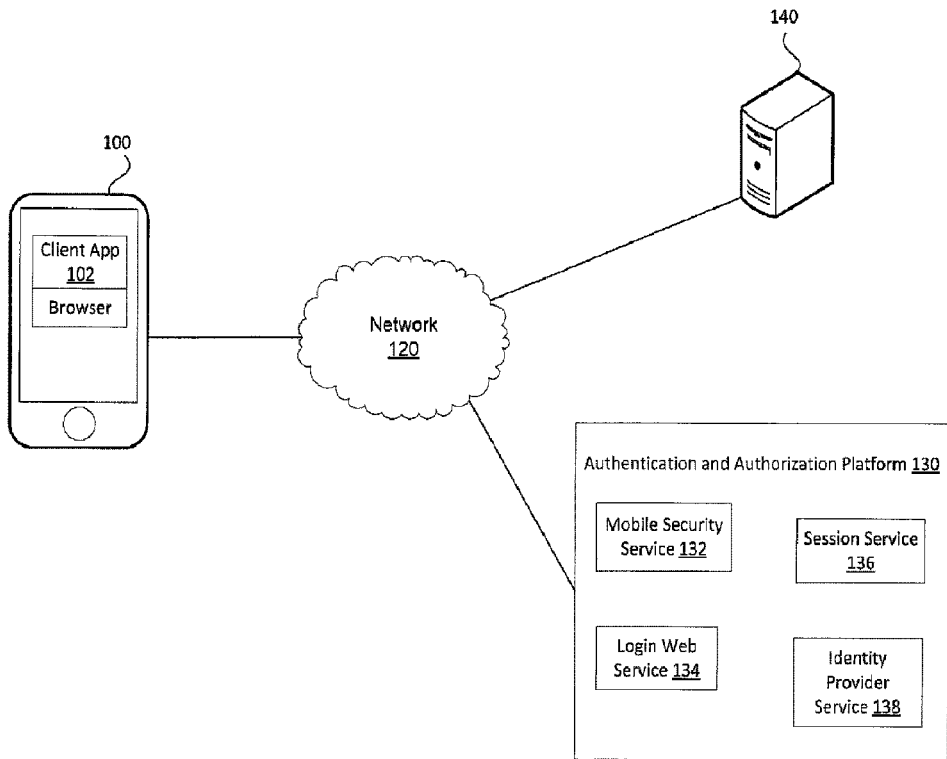 140
100
Client App
102
Browser
Network
120
Authentication and Authorization Platform 130
Mobile Security
Service 132
Session Service
136
Login Web
Service 134
Identity
Provider
Service 138